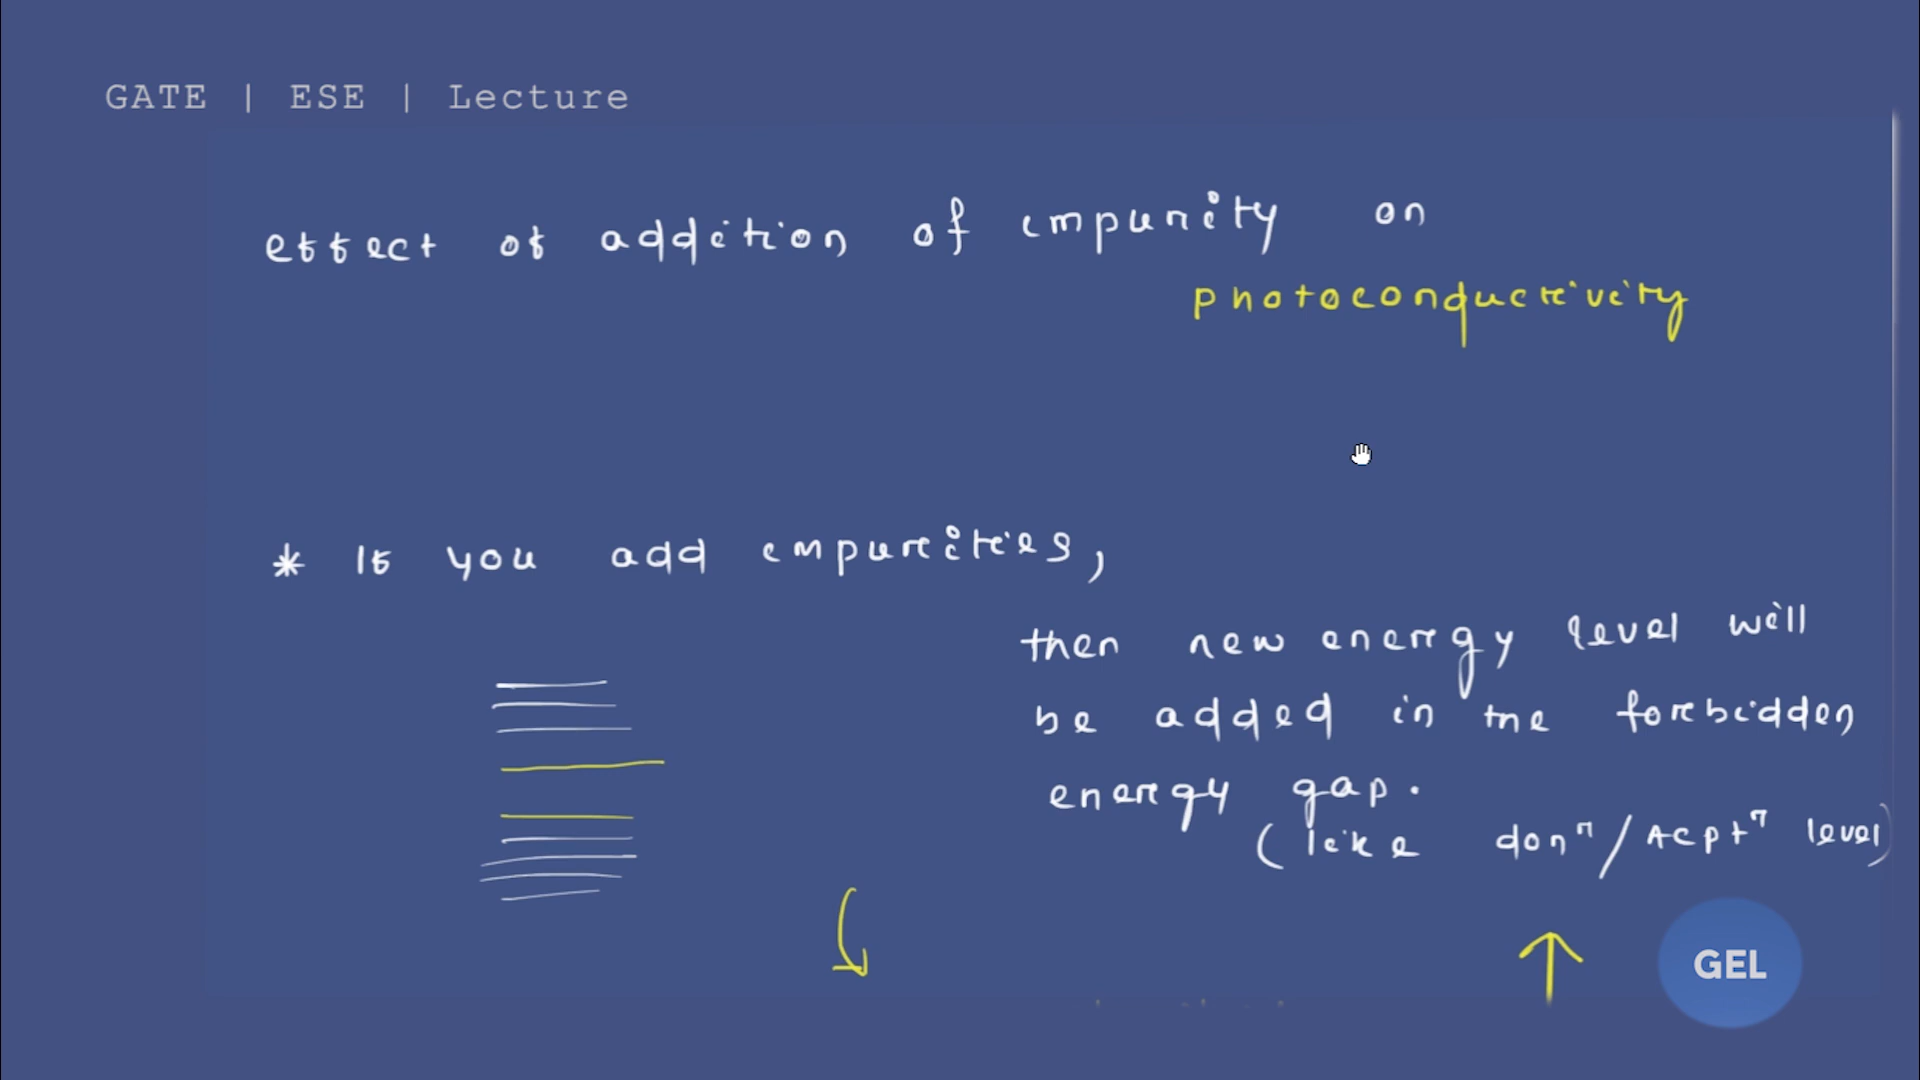 GATE | ESE | Lecture
effect of addition of impurity on
photoconductivity
* If you add impurities,
then new energy level will
be added in the forbidden
energy gap.
(like donr/Acptr level)
GEL